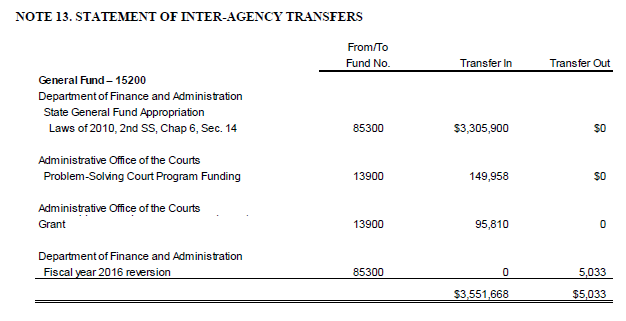 NOTE 13. STATEMENT OF INTER-AGENCY TRANSFERS
From/To
Fund No. Transfer In Transfer Out
General Fund – 15200
Department of Finance and Administration
State General Fund Appropriation
Laws of 2010, 2nd SS, Chap 6, Sec. 14 85300 $3,305,900 $0
Administrative Office of the Courts
Problem-Solving Court Program Funding 13900 149,958 $0
Administrative Office of the Courts
Grant 13900 95,810 0
Department of Finance and Administration
Fiscal year 2016 reversion 85300 0 5,033
$3,551,668 $5,033